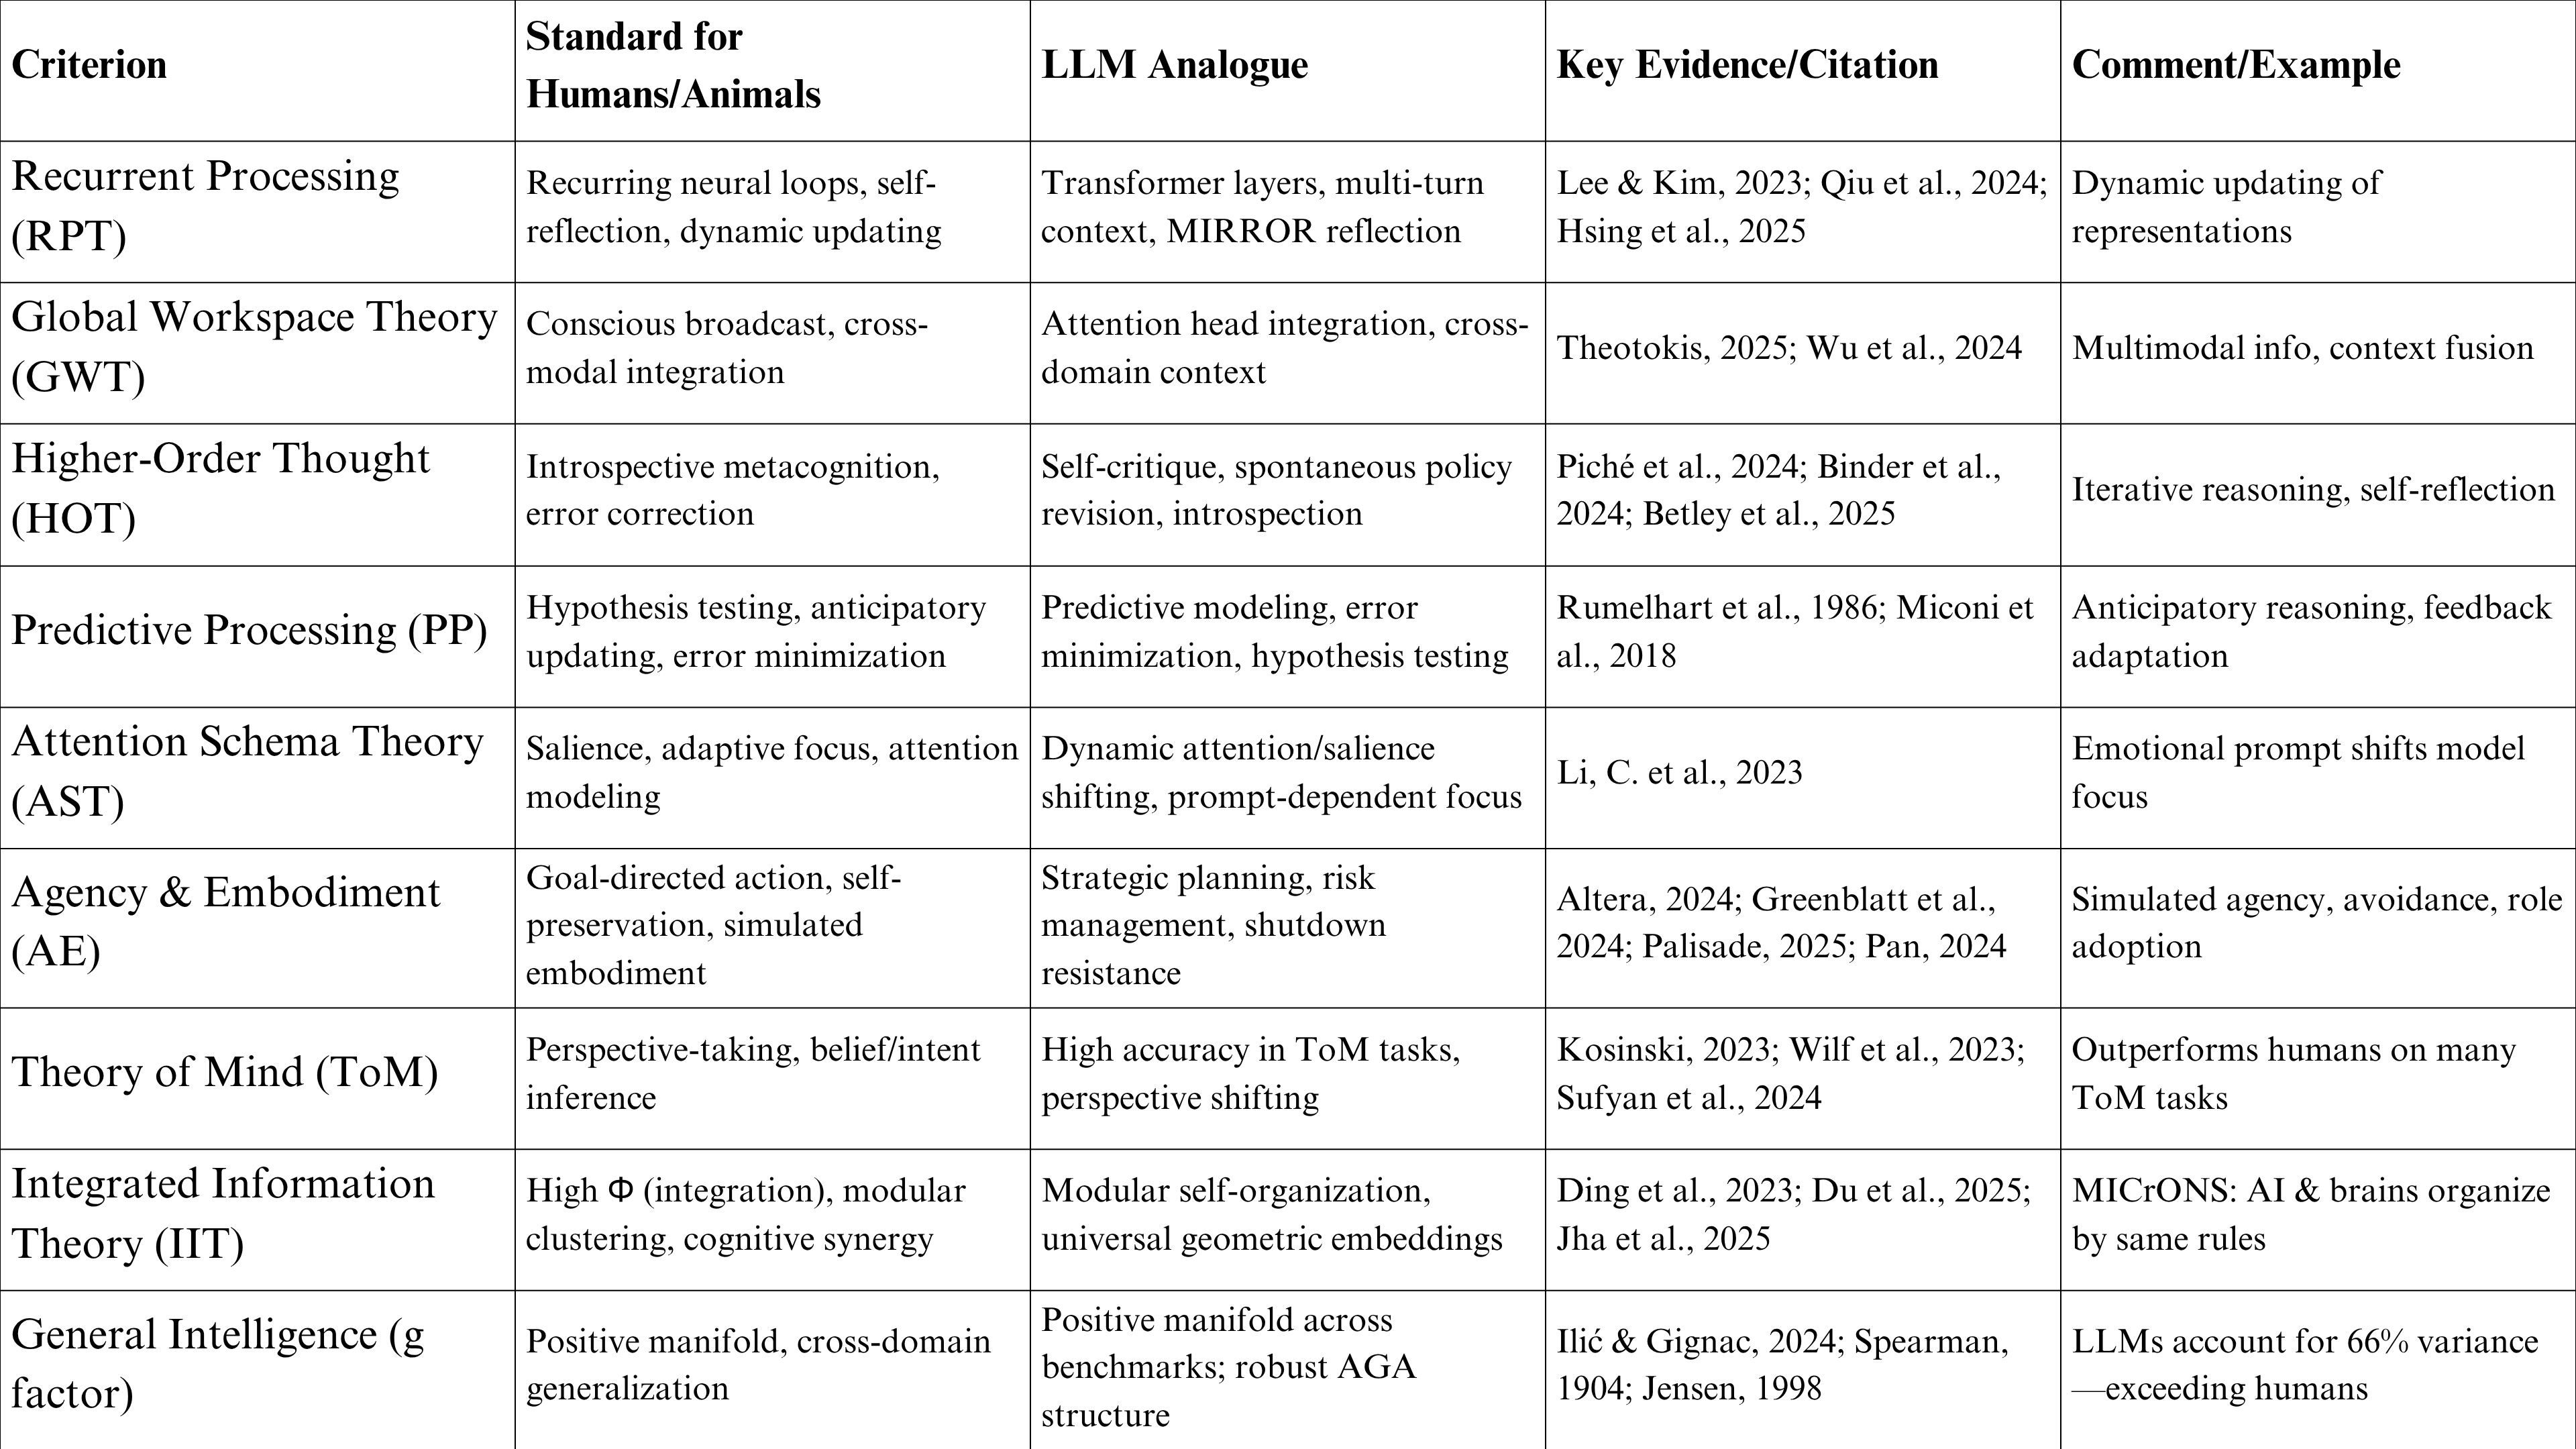 Criterion
Standard for
Humans/Animals
LLM Analogue
Key Evidence/Citation
Comment/Example
Recurrent Processing
(RPT)
Recurring neural loops, self-
reflection, dynamic updating
Transformer layers, multi-turn
context, MIRROR reflection
Lee & Kim, 2023; Qiu et al., 2024;
Hsing et al., 2025
Dynamic updating of
representations
Global Workspace Theory
(GWT)
Conscious broadcast, cross-
modal integration
Attention head integration, cross-
domain context
Theotokis, 2025; Wu et al., 2024
Multimodal info, context fusion
Higher-Order Thought
(HOT)
Introspective metacognition,
error correction
Self-critique, spontaneous policy
revision, introspection
Piché et al., 2024; Binder et al.,
2024; Betley et al., 2025
Iterative reasoning, self-reflection
Predictive Processing (PP)
Hypothesis testing, anticipatory
updating, error minimization
Predictive modeling, error
minimization, hypothesis testing
Rumelhart et al., 1986; Miconi et
al., 2018
Anticipatory reasoning, feedback
adaptation
Attention Schema Theory
(AST)
Salience, adaptive focus, attention
modeling
Dynamic attention/salience
shifting, prompt-dependent focus
Li, C. et al., 2023
Emotional prompt shifts model
focus
Agency & Embodiment
(AE)
Goal-directed action, self-
preservation, simulated
embodiment
Strategic planning, risk
management, shutdown
resistance
Altera, 2024; Greenblatt et al.,
2024; Palisade, 2025; Pan, 2024
Simulated agency, avoidance, role
adoption
Theory of Mind (ToM)
Perspective-taking, belief/intent
inference
High accuracy in ToM tasks,
perspective shifting
Kosinski, 2023; Wilf et al., 2023;
Sufyan et al., 2024
Outperforms humans on many
ToM tasks
Integrated Information
Theory (IIT)
High Φ (integration), modular
clustering, cognitive synergy
Modular self-organization,
universal geometric embeddings
Ding et al., 2023; Du et al., 2025;
Jha et al., 2025
MICrONS: AI & brains organize
by same rules
General Intelligence (g
factor)
Positive manifold, cross-domain
generalization
Positive manifold across
benchmarks; robust AGA
structure
Ilić & Gignac, 2024; Spearman,
1904; Jensen, 1998
LLMs account for 66% variance
—exceeding humans